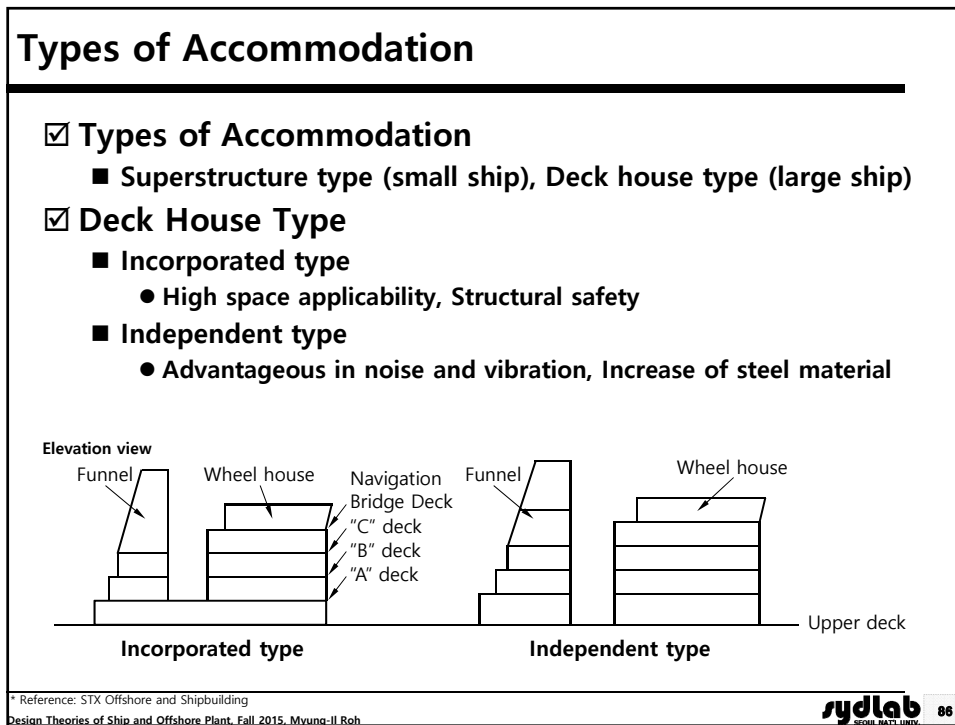 Types of Accommodation
☑ Types of Accommodation
■ Superstructure type (small ship), Deck house type (large ship)
☑ Deck House Type
■ Incorporated type
● High space applicability, Structural safety
■ Independent type
● Advantageous in noise and vibration, Increase of steel material
Elevation view
Funnel
Wheel house
Navigation
Bridge Deck
"C" deck
"B" deck
"A" deck
Funnel
Wheel house
Upper deck
Incorporated type
Independent type
* Reference: STX Offshore and Shipbuilding
Design Theories of Ship and Offshore Plant, Fall 2015, Myung-Il Roh
sydlab
SEOUL NAT'L UNIV.
86